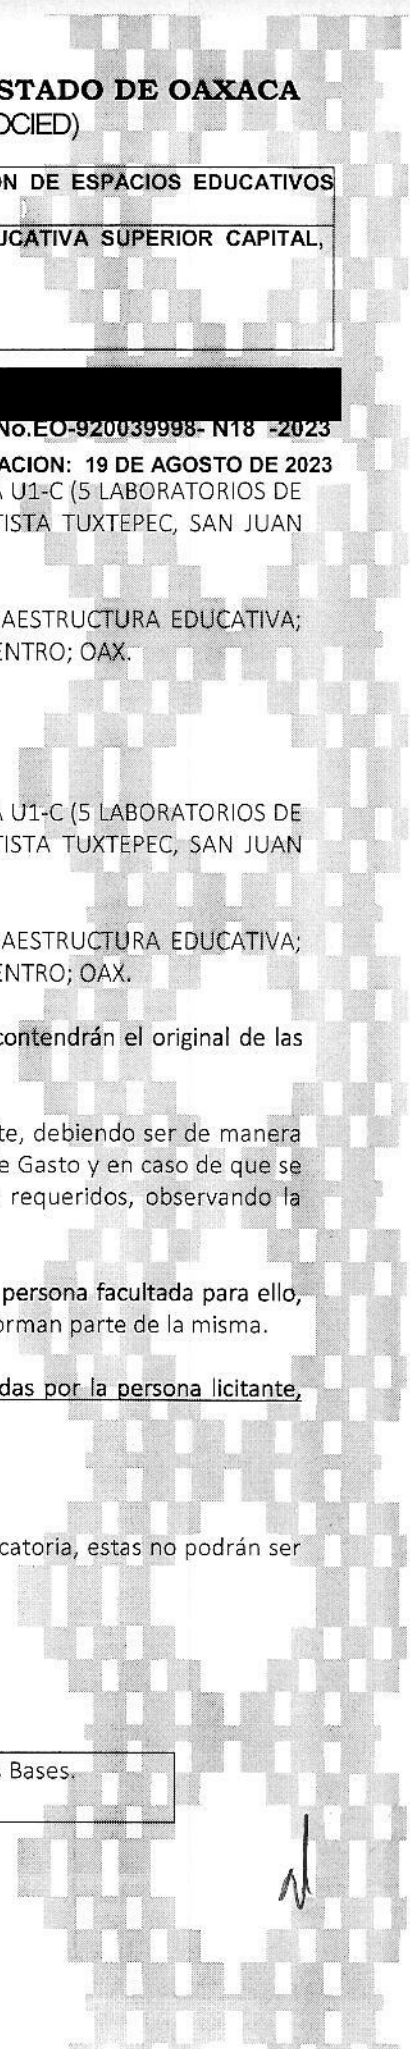 STADO DE OAXACA
OCIED)
ÓN DE ESPACIOS EDUCATIVOS
UCATIVA SUPERIOR CAPITAL,
No.EO-920039998- N18 -2023
ACION: 19 DE AGOSTO DE 2023
A U1-C (5 LABORATORIOS DE
TISTA TUXTEPEC, SAN JUAN
AESTRUCTURA EDUCATIVA;
ENTRO; OAX.
A U1-C (5 LABORATORIOS DE
TISTA TUXTEPEC, SAN JUAN
AESTRUCTURA EDUCATIVA;
ENTRO; OAX.
contendrán el original de las
te, debiendo ser de manera
e Gasto y en caso de que se
requeridos, observando la
persona facultada para ello,
orman parte de la misma.
das por la persona licitante,
catoria, estas no podrán ser
s Bases.